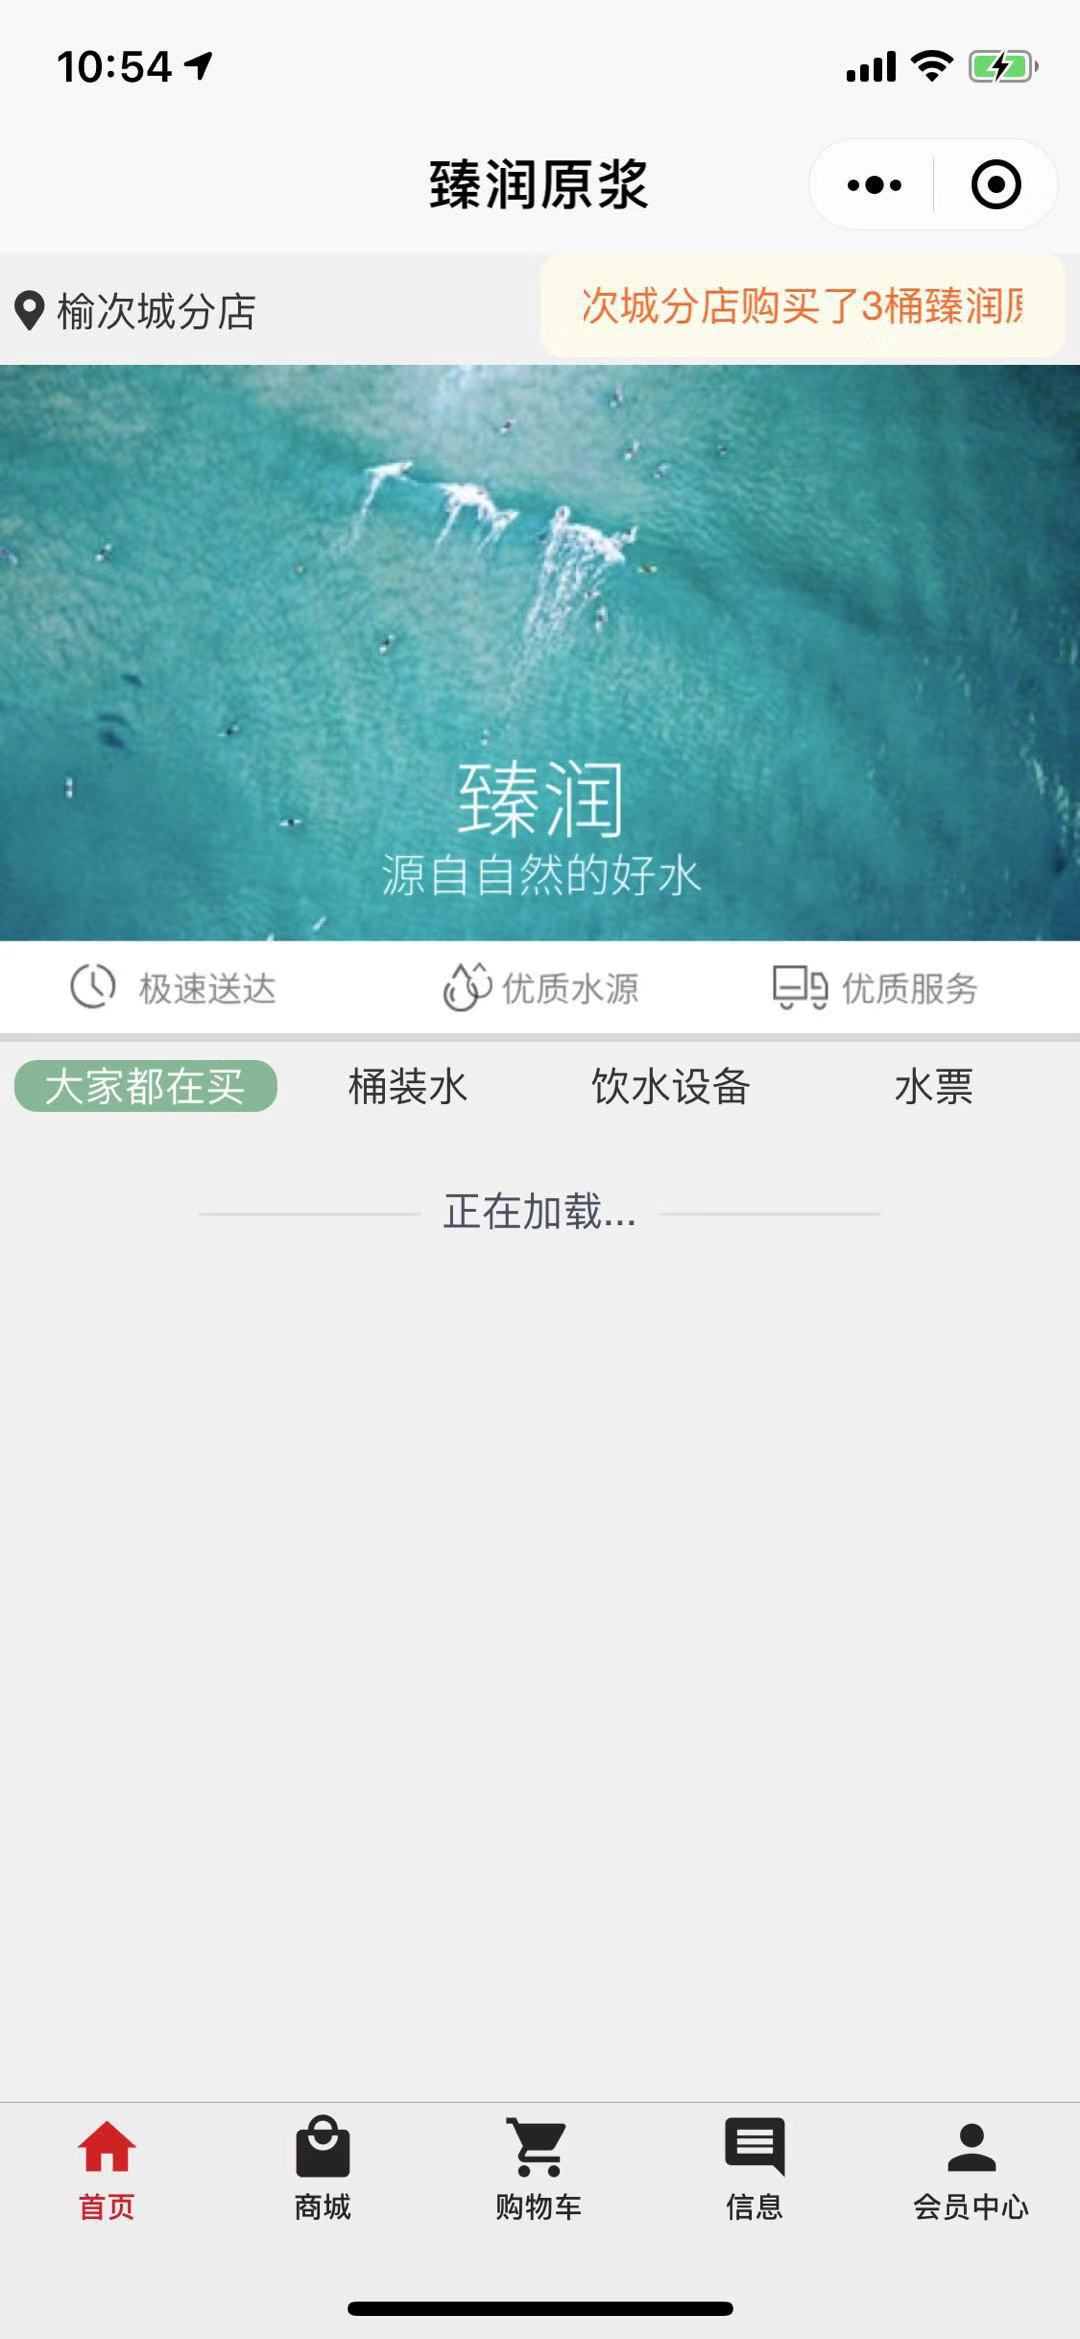 10:54
臻润原浆
榆次城分店
次城分店购买了3桶臻润
臻润
源自自然的好水
极速送达 优质水源 优质服务
大家都在买 桶装水 饮水设备 水票
正在加载...
首页 商城 购物车 信息 会员中心